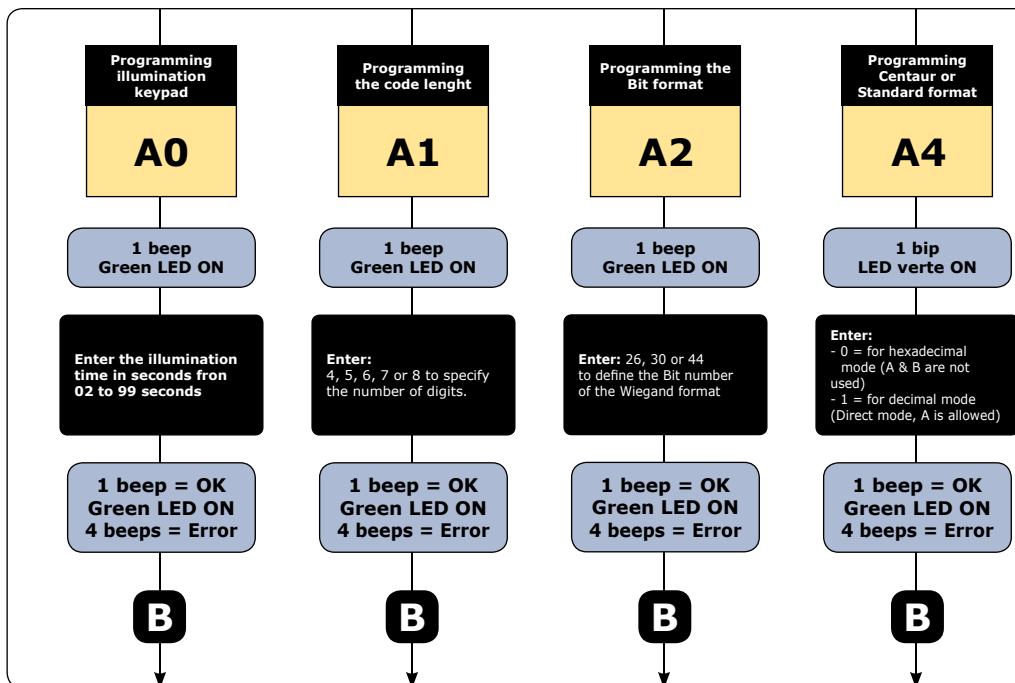 Programming
illumination
keypad
A0
1 beep
Green LED ON
Enter the illumination
time in seconds fron
02 to 99 seconds
1 beep = OK
Green LED ON
4 beeps = Error
B
Programming
the code lenght
A1
1 beep
Green LED ON
Enter:
4, 5, 6, 7 or 8 to specify
the number of digits.
1 beep = OK
Green LED ON
4 beeps = Error
B
Programming the
Bit format
A2
1 beep
Green LED ON
Enter: 26, 30 or 44
to define the Bit number
of the Wiegand format
1 beep = OK
Green LED ON
4 beeps = Error
B
Programming
Centaur or
Standard format
A4
1 bip
LED verte ON
Enter:
- 0 = for hexadecimal
mode (A & B are not
used)
- 1 = for decimal mode
(Direct mode, A is allowed)
1 beep = OK
Green LED ON
4 beeps = Error
B